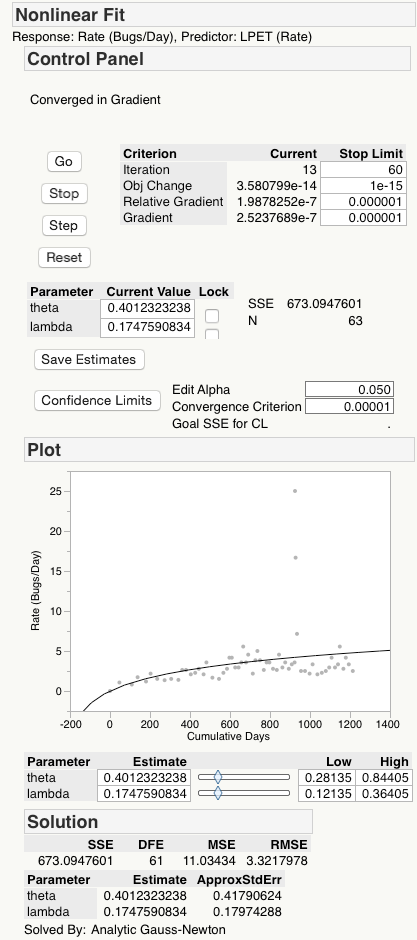 Nonlinear Fit
Response: Rate (Bugs/Day), Predictor: LPET (Rate)
Control Panel
Converged in Gradient
Go
Stop
Step
Reset
Criterion Current Stop Limit
Iteration 13 60
Obj Change 3.580799e-14 1e-15
Relative Gradient 1.9878252e-7 0.000001
Gradient 2.5237689e-7 0.000001
Parameter Current Value Lock
theta 0.4012323238
lambda 0.1747590834
SSE 673.0947601
N 63
Save Estimates
Confidence Limits
Edit Alpha 0.050
Convergence Criterion 0.00001
Goal SSE for CL .
Plot
Rate (Bugs/Day)
25
20
15
10
5
0
-200 0 200 400 600 800 1000 1200 1400
Cumulative Days
Parameter Estimate Low High
theta 0.4012323238 0.28135 0.84405
lambda 0.1747590834 0.12135 0.36405
Solution
SSE DFE MSE RMSE
673.0947601 61 11.03434 3.3217978
Parameter Estimate ApproxStdErr
theta 0.4012323238 0.41790624
lambda 0.1747590834 0.17974288
Solved By: Analytic Gauss-Newton